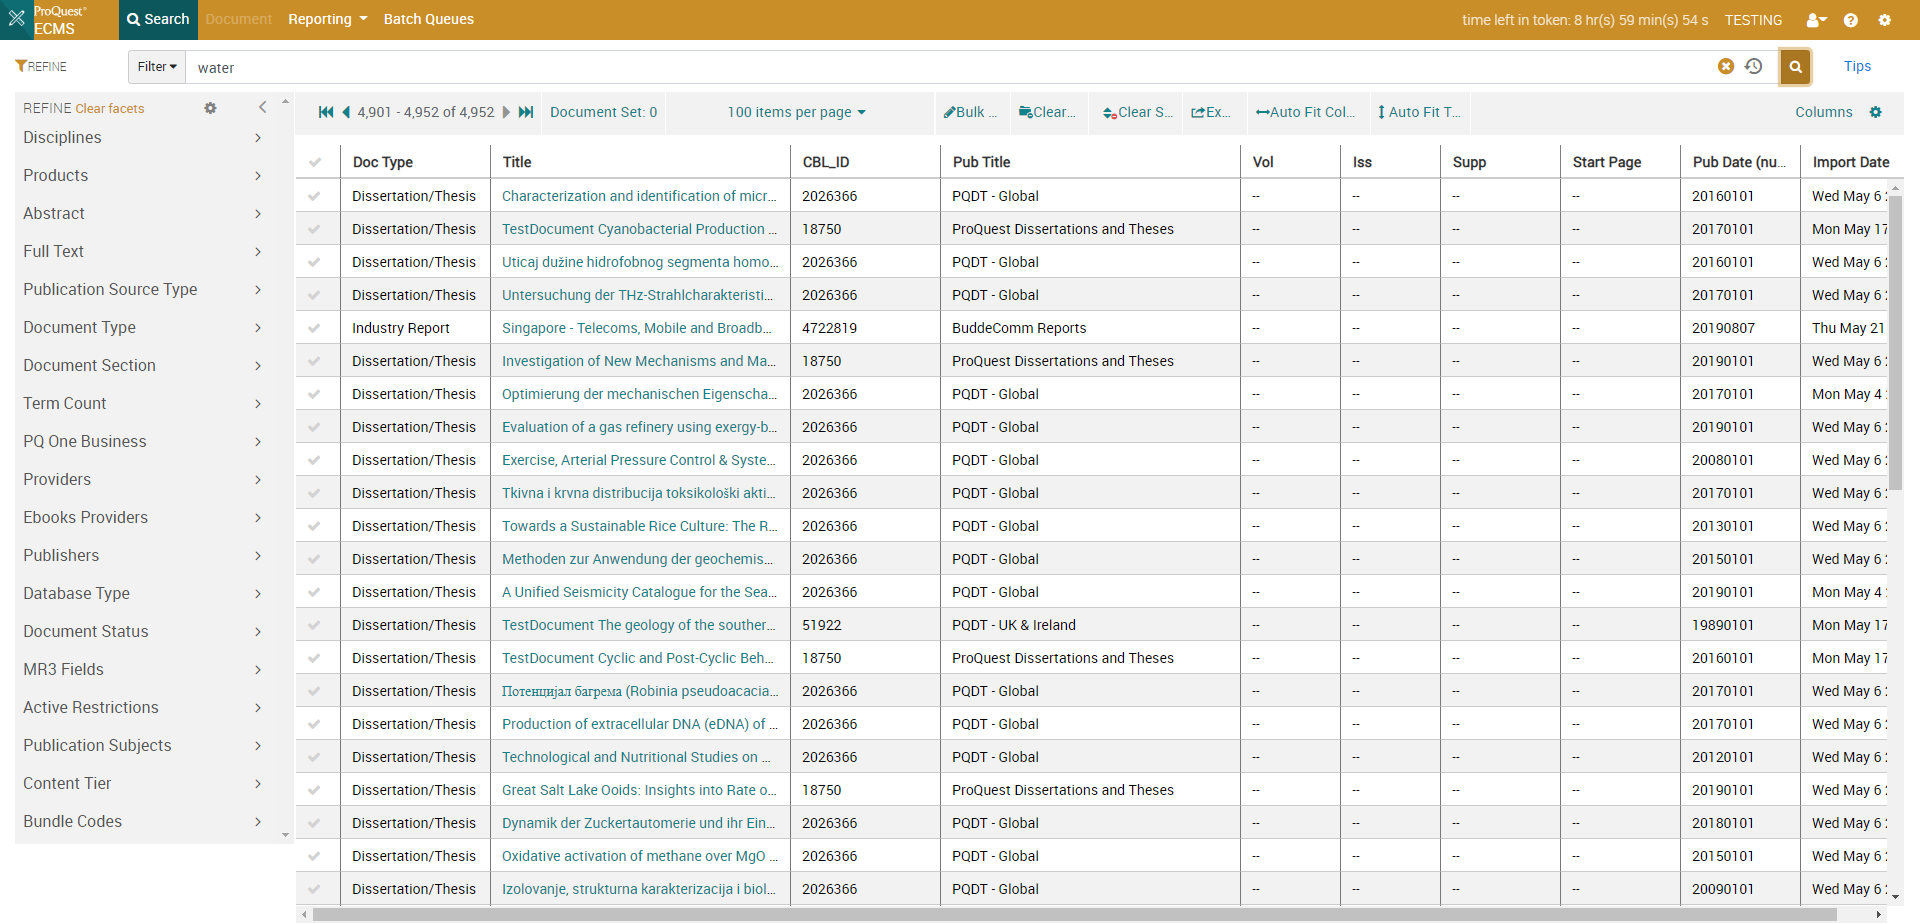 ProQuest® ECMS Search Document Reporting Batch Queues time left in token: 8 hr(s) 59 min(s) 54 s TESTING
REFINE Filter water Tips
REFINE Clear facets
Disciplines
Products
Abstract
Full Text
Publication Source Type
Document Type
Document Section
Term Count
PQ One Business
Providers
Ebooks Providers
Publishers
Database Type
Document Status
MR3 Fields
Active Restrictions
Publication Subjects
Content Tier
Bundle Codes
4,901 - 4,952 of 4,952 Document Set: 0 100 items per page Bulk ... Clear... Clear S... Ex... Auto Fit Col... Auto Fit T... Columns
Doc Type Title CBL_ID Pub Title Vol Iss Supp Start Page Pub Date (nu... Import Date
Dissertation/Thesis Characterization and identification of micr... 2026366 PQDT - Global -- -- -- -- 20160101 Wed May 6 2
Dissertation/Thesis TestDocument Cyanobacterial Production ... 18750 ProQuest Dissertations and Theses -- -- -- -- 20170101 Mon May 17
Dissertation/Thesis Uticaj dužine hidrofobnog segmenta homo... 2026366 PQDT - Global -- -- -- -- 20160101 Wed May 6 2
Dissertation/Thesis Untersuchung der THz-Strahlcharakteristi... 2026366 PQDT - Global -- -- -- -- 20170101 Wed May 6 2
Industry Report Singapore - Telecoms, Mobile and Broadb... 4722819 BuddeComm Reports -- -- -- -- 20190807 Thu May 21
Dissertation/Thesis Investigation of New Mechanisms and Ma... 18750 ProQuest Dissertations and Theses -- -- -- -- 20190101 Wed May 6 2
Dissertation/Thesis Optimierung der mechanischen Eigenscha... 2026366 PQDT - Global -- -- -- -- 20170101 Mon May 4
Dissertation/Thesis Evaluation of a gas refinery using exergy-b... 2026366 PQDT - Global -- -- -- -- 20190101 Wed May 6 2
Dissertation/Thesis Exercise, Arterial Pressure Control & Syste... 2026366 PQDT - Global -- -- -- -- 20080101 Wed May 6 2
Dissertation/Thesis Tkivna i krvna distribucija toksikološki akti... 2026366 PQDT - Global -- -- -- -- 20170101 Wed May 6 2
Dissertation/Thesis Towards a Sustainable Rice Culture: The R... 2026366 PQDT - Global -- -- -- -- 20130101 Wed May 6 2
Dissertation/Thesis Methoden zur Anwendung der geochemis... 2026366 PQDT - Global -- -- -- -- 20150101 Wed May 6 2
Dissertation/Thesis A Unified Seismicity Catalogue for the Sea... 2026366 PQDT - Global -- -- -- -- 20190101 Mon May 4
Dissertation/Thesis TestDocument The geology of the souther... 51922 PQDT - UK & Ireland -- -- -- -- 19890101 Mon May 17
Dissertation/Thesis TestDocument Cyclic and Post-Cyclic Beh... 18750 ProQuest Dissertations and Theses -- -- -- -- 20160101 Mon May 17
Dissertation/Thesis Потенцијал багрема (Robinia pseudoacacia... 2026366 PQDT - Global -- -- -- -- 20170101 Wed May 6 2
Dissertation/Thesis Production of extracellular DNA (eDNA) of ... 2026366 PQDT - Global -- -- -- -- 20170101 Wed May 6 2
Dissertation/Thesis Technological and Nutritional Studies on ... 2026366 PQDT - Global -- -- -- -- 20120101 Wed May 6 2
Dissertation/Thesis Great Salt Lake Ooids: Insights into Rate o... 18750 ProQuest Dissertations and Theses -- -- -- -- 20190101 Wed May 6 2
Dissertation/Thesis Dynamik der Zuckertautomerie und ihr Ein... 2026366 PQDT - Global -- -- -- -- 20180101 Wed May 6 2
Dissertation/Thesis Oxidative activation of methane over MgO ... 2026366 PQDT - Global -- -- -- -- 20150101 Wed May 6 2
Dissertation/Thesis Izolovanje, strukturna karakterizacija i biol... 2026366 PQDT - Global -- -- -- -- 20090101 Wed May 6 2